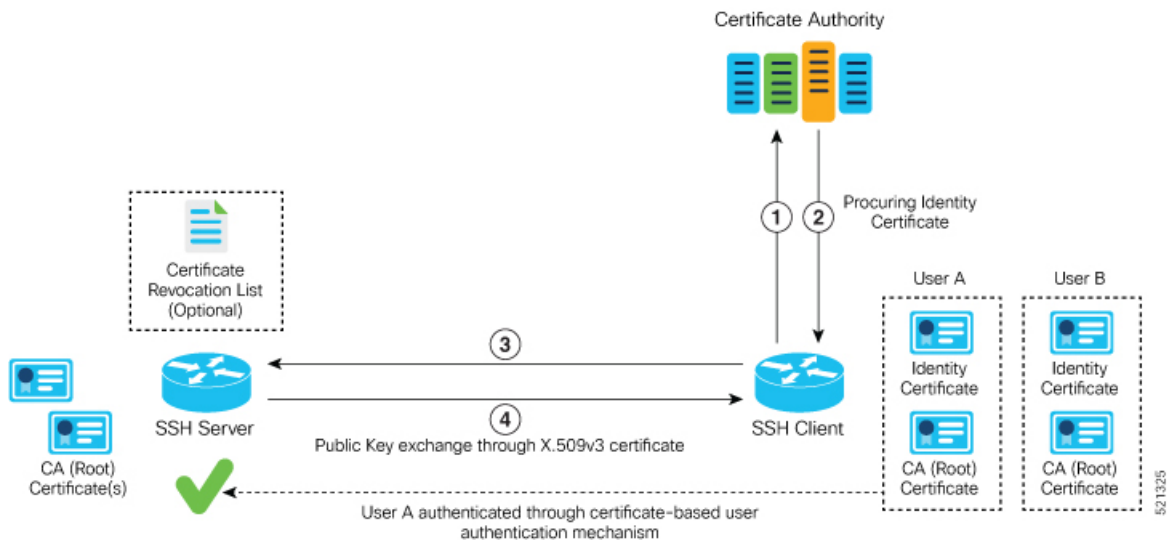 Certificate Authority
1
2
Procuring Identity
Certificate
Certificate
Revocation List
(Optional)
User A
User B
Identity
Certificate
Identity
Certificate
3
4
SSH Server
SSH Client
Public Key exchange through X.509v3 certificate
CA (Root)
Certificate(s)
CA (Root)
Certificate
CA (Root)
Certificate
User A authenticated through certificate-based user
authentication mechanism
521325